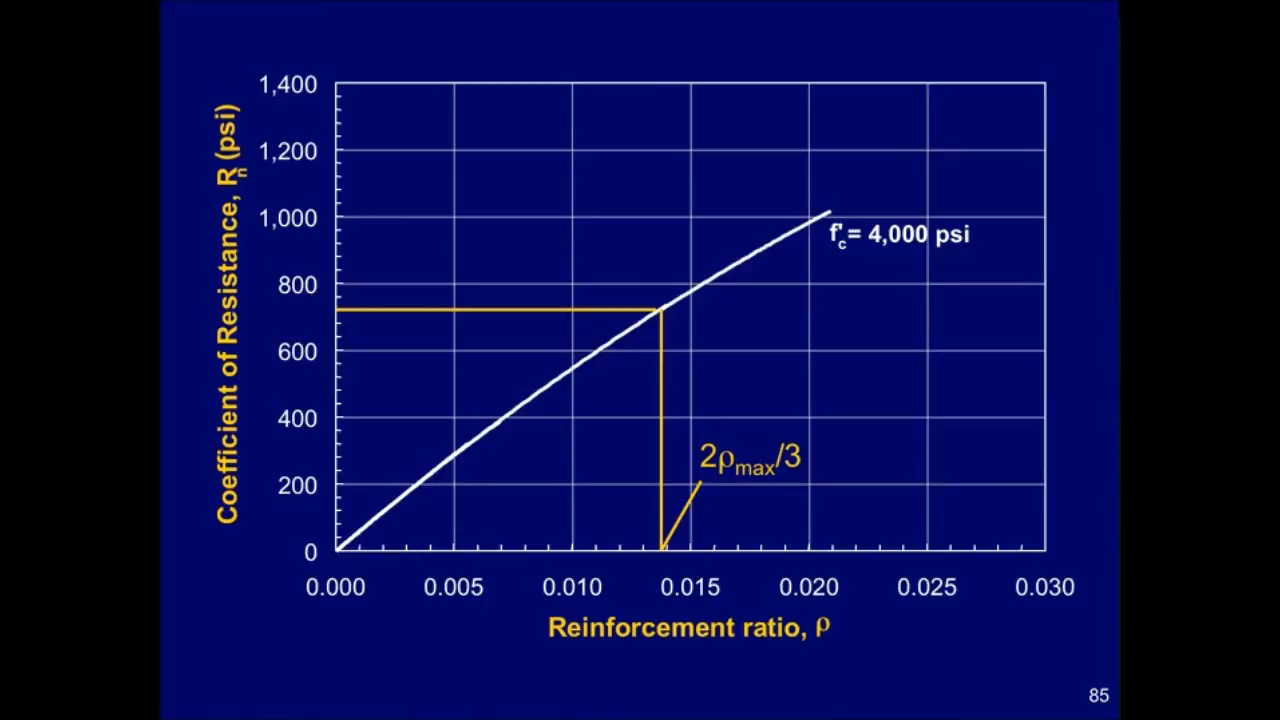 Coefficient of Resistance, Rn (psi)
1,400
1,200
1,000
800
600
400
200
0
f'c= 4,000 psi
2ρmax/3
0.000 0.005 0.010 0.015 0.020 0.025 0.030
Reinforcement ratio, ρ
85